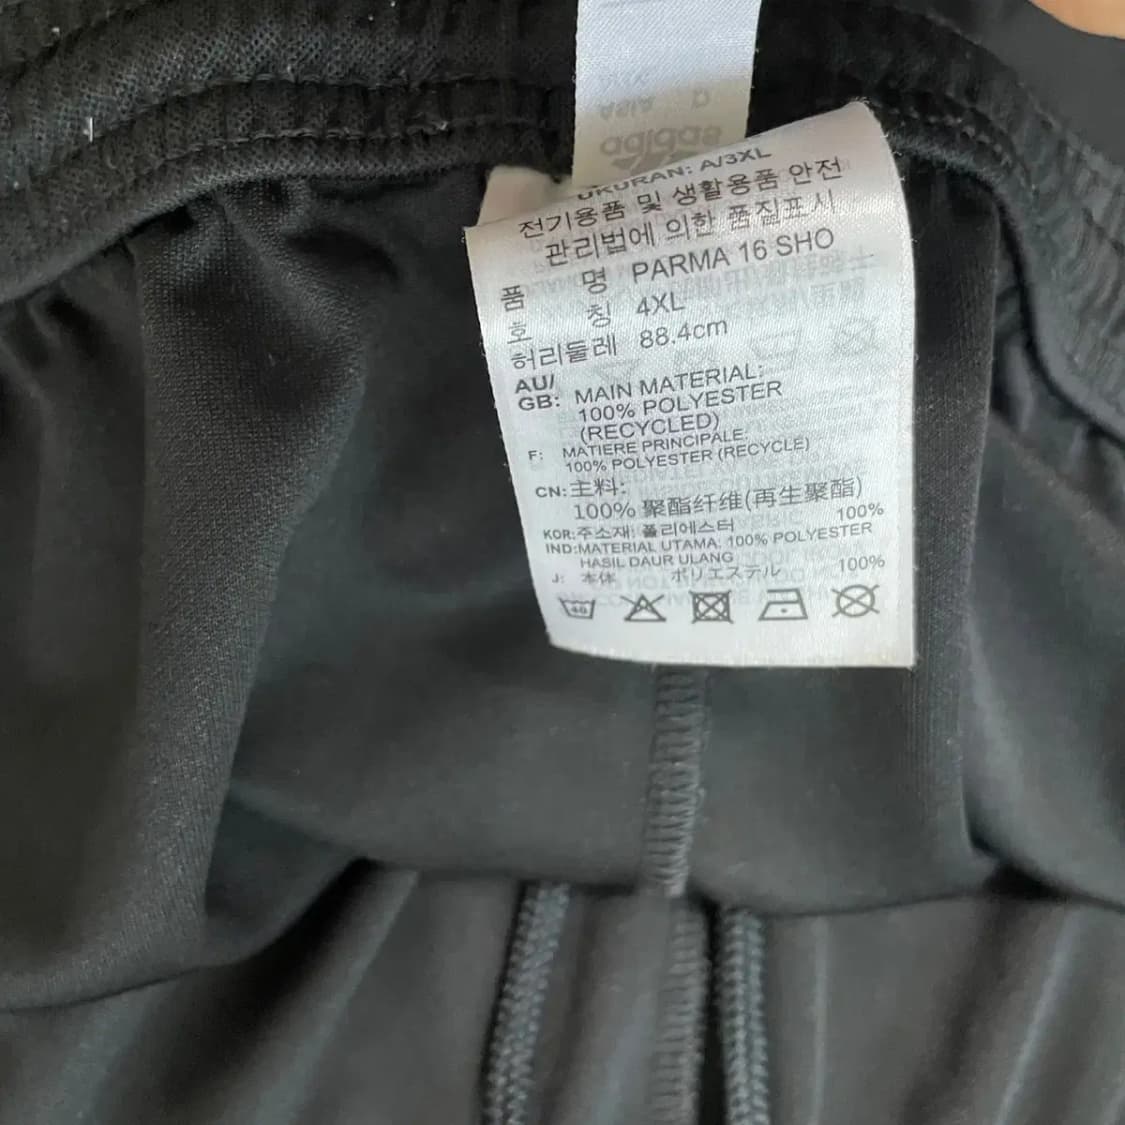 adidas
UKURAN: A/3XL
전기용품 및 생활용품 안전
관리법에 의한 품질표시
품 명 PARMA 16 SHO
호 칭 4XL
허리둘레 88.4cm
AU/
GB: MAIN MATERIAL:
100% POLYESTER
(RECYCLED)
F: MATIERE PRINCIPALE:
100% POLYESTER (RECYCLE)
CN: 主料:
100% 聚酯纤维(再生聚酯)
KOR: 주소재: 폴리에스터 100%
IND: MATERIAL UTAMA: 100% POLYESTER
HASIL DAUR ULANG
J: 本体 ポリエステル 100%
40